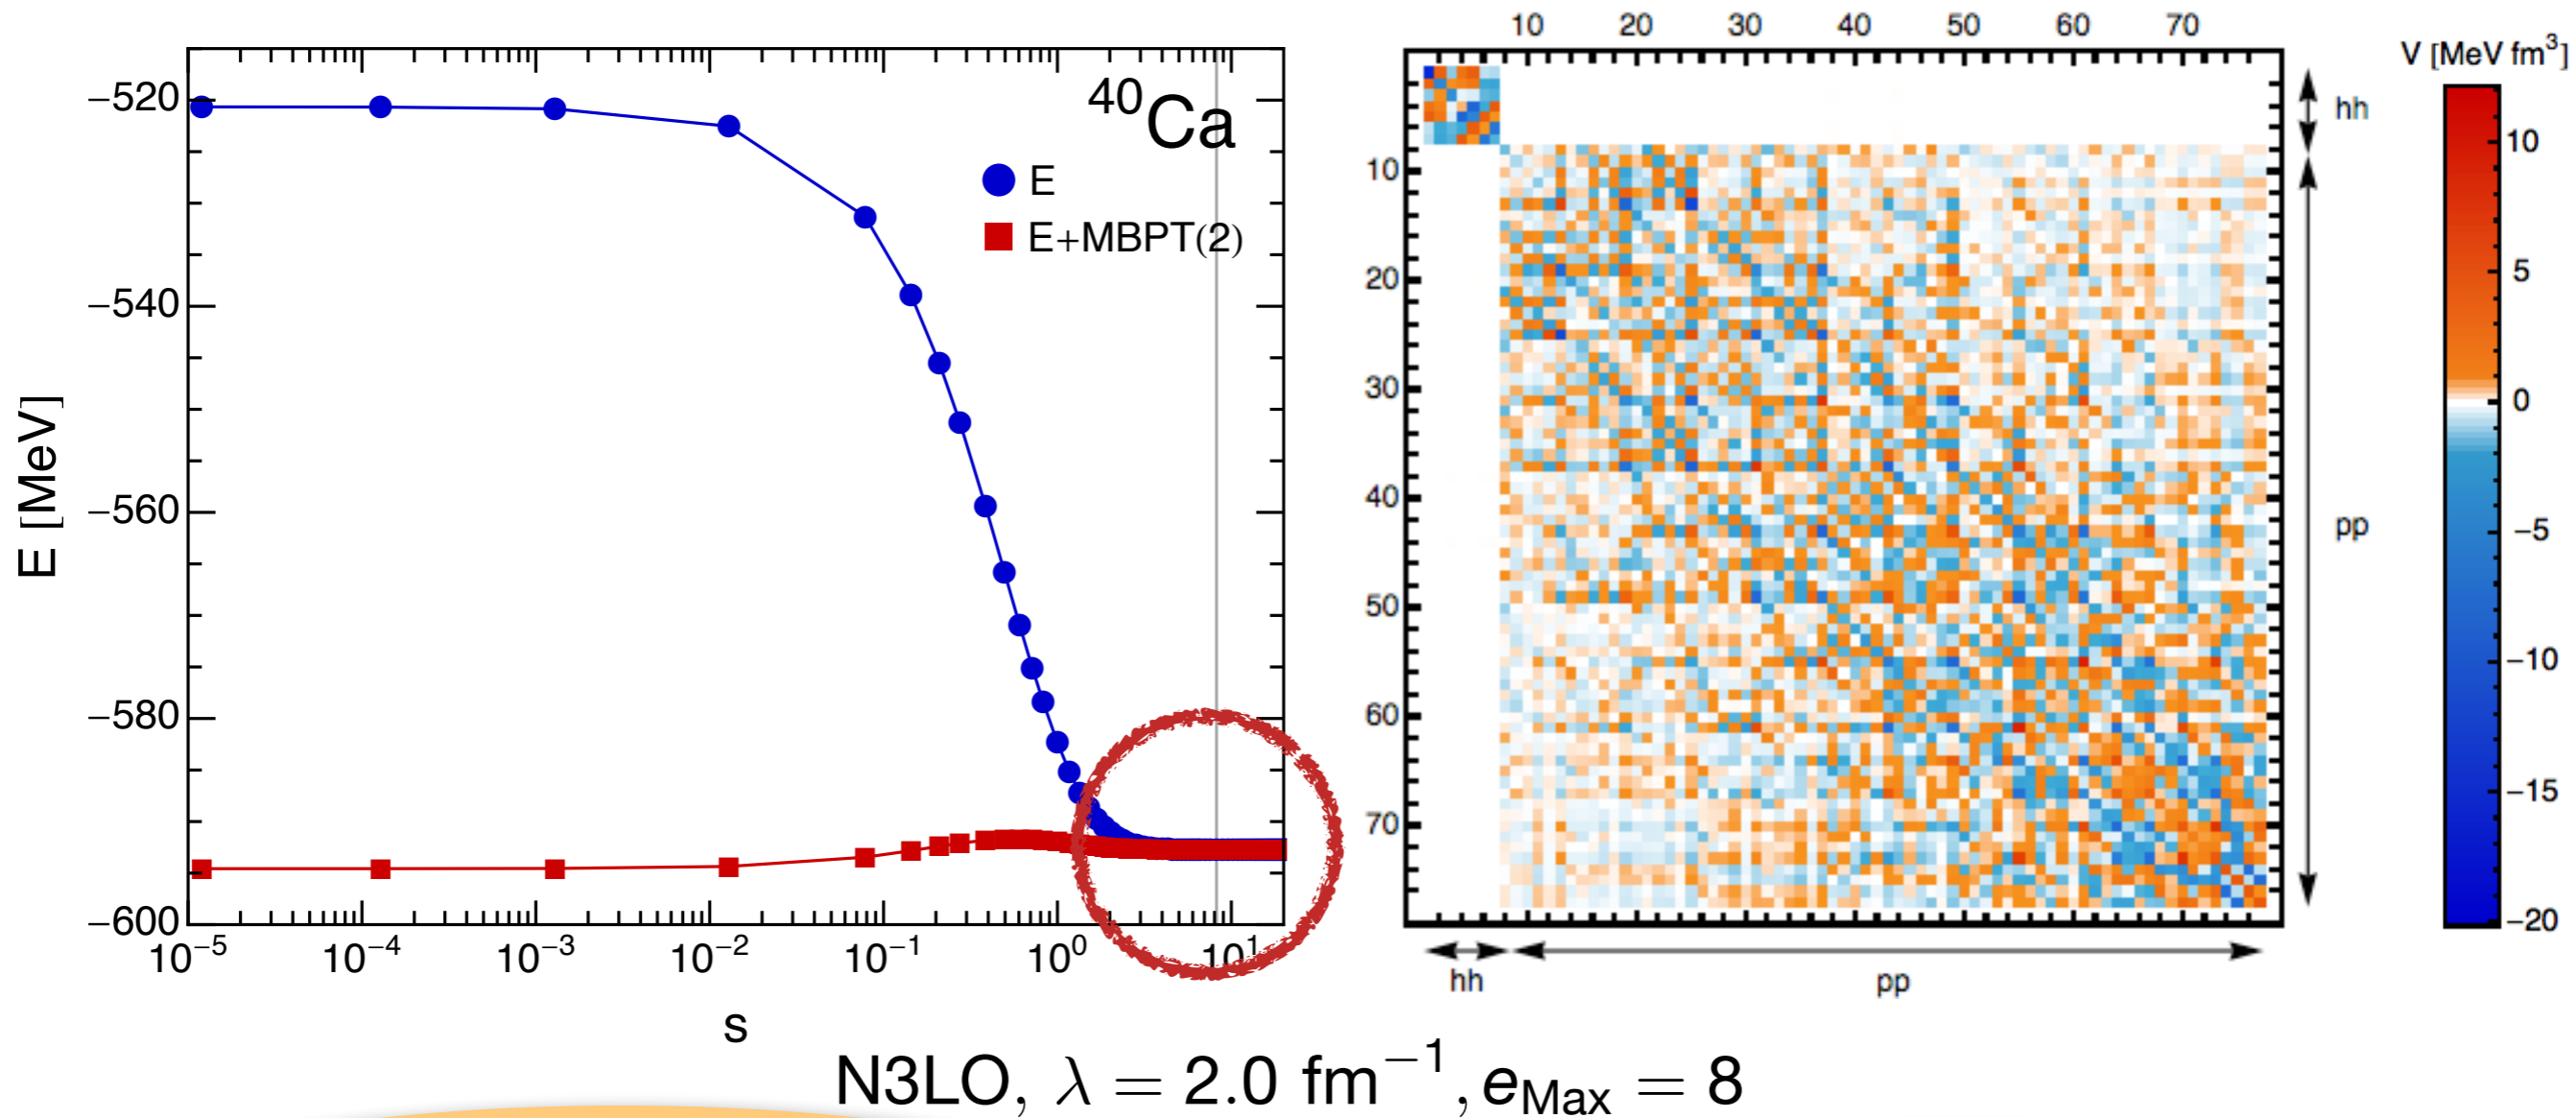 10 20 30 40 50 60 70
V [MeV fm³]
⁴⁰Ca
E
E+MBPT(2)
−520
−540
−560
−580
−600
E [MeV]
10⁻⁵ 10⁻⁴ 10⁻³ 10⁻² 10⁻¹ 10⁰ 10¹
s
10
20
30
40
50
60
70
hh
pp
hh pp
10
5
0
−5
−10
−15
−20
N3LO, λ = 2.0 fm⁻¹, eMax = 8